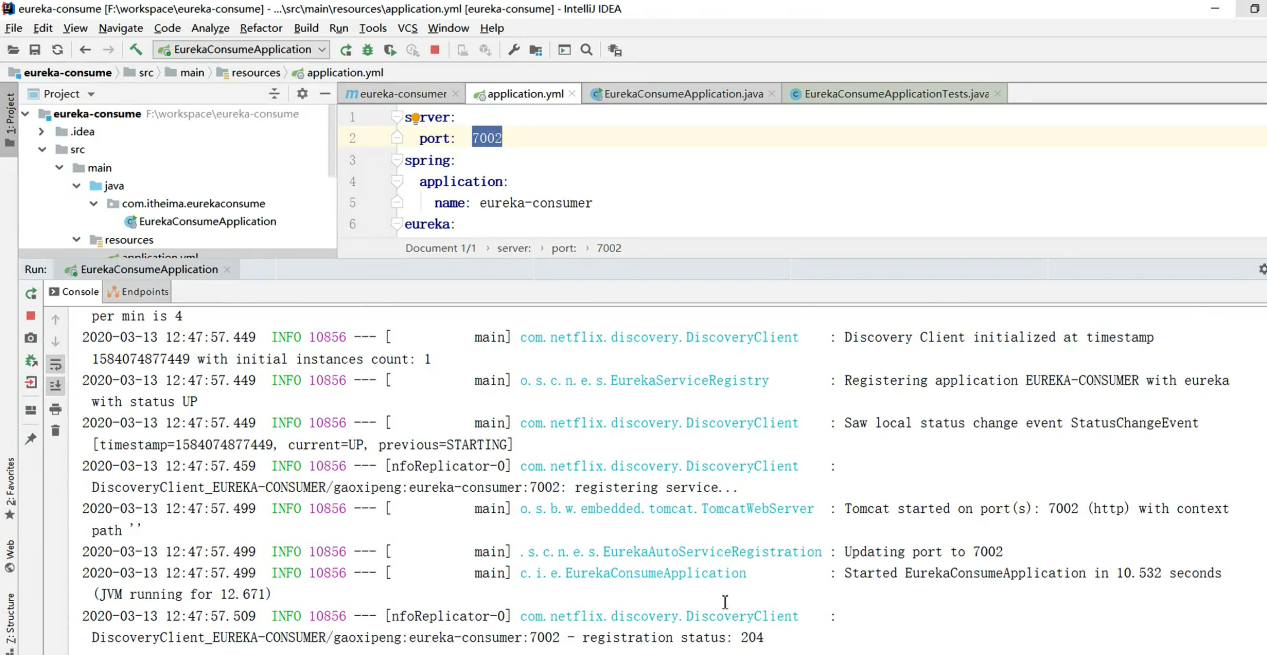 eureka-consume [F:\workspace\eureka-consume] - ...\src\main\resources\application.yml [eureka-consume] - IntelliJ IDEA
File Edit View Navigate Code Analyze Refactor Build Run Tools VCS Window Help
EurekaConsumeApplication
eureka-consume src main resources application.yml
1: Project
Project
eureka-consumer application.yml EurekaConsumeApplication.java EurekaConsumeApplicationTests.java
eureka-consume F:\workspace\eureka-consume
.idea
src
main
java
com.itheima.eurekaconsume
EurekaConsumeApplication
resources
application.yml
1 server:
2 port: 7002
3 spring:
4 application:
5 name: eureka-consumer
6 eureka:
Document 1/1 › server: › port: › 7002
Run: EurekaConsumeApplication
Console Endpoints
per min is 4
2020-03-13 12:47:57.449 INFO 10856 --- [ main] com.netflix.discovery.DiscoveryClient : Discovery Client initialized at timestamp
1584074877449 with initial instances count: 1
2020-03-13 12:47:57.449 INFO 10856 --- [ main] o.s.c.n.e.s.EurekaServiceRegistry : Registering application EUREKA-CONSUMER with eureka
with status UP
2020-03-13 12:47:57.449 INFO 10856 --- [ main] com.netflix.discovery.DiscoveryClient : Saw local status change event StatusChangeEvent
[timestamp=1584074877449, current=UP, previous=STARTING]
2020-03-13 12:47:57.459 INFO 10856 --- [nfoReplicator-0] com.netflix.discovery.DiscoveryClient :
DiscoveryClient_EUREKA-CONSUMER/gaoxipeng:eureka-consumer:7002: registering service...
2020-03-13 12:47:57.499 INFO 10856 --- [ main] o.s.b.w.embedded.tomcat.TomcatWebServer : Tomcat started on port(s): 7002 (http) with context
path ''
2020-03-13 12:47:57.499 INFO 10856 --- [ main] .s.c.n.e.s.EurekaAutoServiceRegistration : Updating port to 7002
2020-03-13 12:47:57.499 INFO 10856 --- [ main] c.i.e.EurekaConsumeApplication : Started EurekaConsumeApplication in 10.532 seconds
(JVM running for 12.671)
2020-03-13 12:47:57.509 INFO 10856 --- [nfoReplicator-0] com.netflix.discovery.DiscoveryClient :
DiscoveryClient_EUREKA-CONSUMER/gaoxipeng:eureka-consumer:7002 - registration status: 204
2: Favorites
Web
Z: Structure